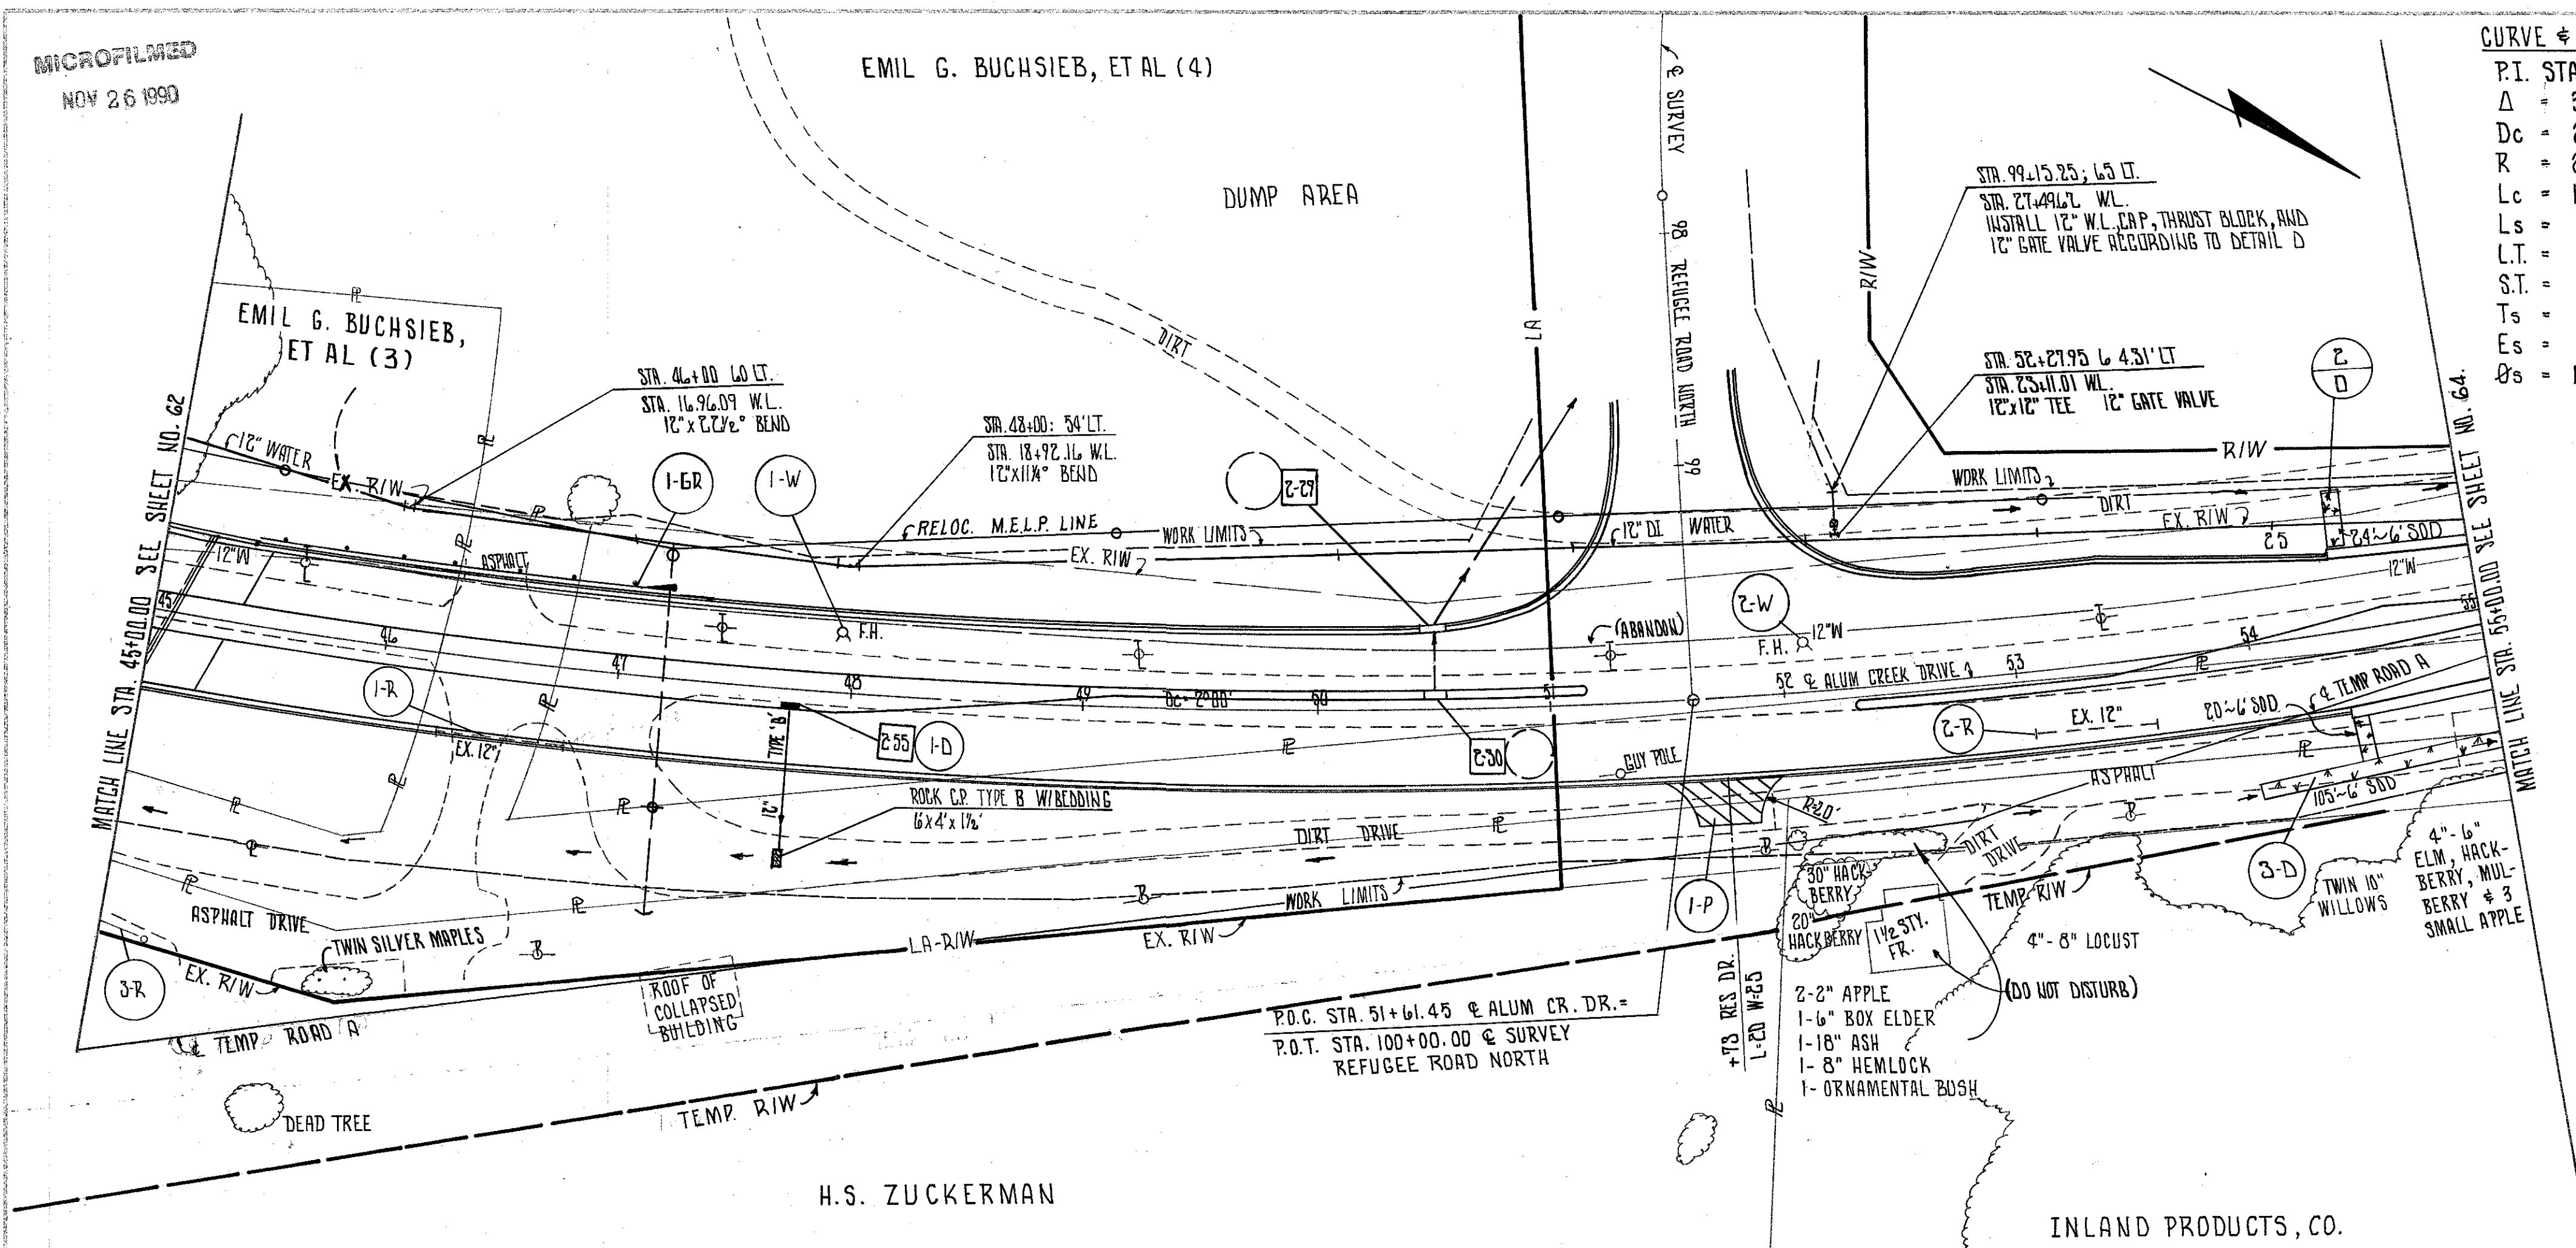 MICROFILMED
NOV 26 1990
EMIL G. BUCHSIEB, ET AL (4)
DUMP AREA
℄ SURVEY
98 REFUGEE ROAD NORTH 99
CURVE &
P.I. STA
Δ =
Dc =
R =
Lc =
Ls =
L.T. =
S.T. =
Ts =
Es =
Øs =
STA. 99+15.25; 65 LT.
STA. 27+49.62 W.L.
INSTALL 12" W.L. CAP, THRUST BLOCK, AND
12" GATE VALVE ACCORDING TO DETAIL D
STA. 52+27.95 & 4.31' LT
STA. 23+11.01 WL.
12"x12" TEE 12" GATE VALVE
2
D
LA
R/W
R/W
EMIL G. BUCHSIEB,
ET AL (3)
PL
STA. 46+00 60 LT.
STA. 16.96.09 W.L.
12" x 22½° BEND
STA. 48+00: 54' LT.
STA. 18+92.16 W.L.
12"x11¼° BEND
DIRT
MATCH LINE STA. 45+00.00 SEE SHEET NO. 62
MATCH LINE STA. 55+00.00 SEE SHEET NO. 64.
12" WATER
EX. R/W
1-GR
1-W
2-29
RELOC. M.E.L.P. LINE
WORK LIMITS
EX. R/W
12" DI WATER
WORK LIMITS
DIRT
EX. R/W
25
24~6' SOD
12"W
12"W
ASPHALT
F.H.
(ABANDON)
2-W
F.H.
12"W
45
46
47
48
49
Dc = 2°00'
50
51
52 ℄ ALUM CREEK DRIVE
53
54
55
1-R
EX. 12"
TYPE 'B'
12"
2-55
1-D
2-30
GUY POLE
2-R
EX. 12"
20~6' SOD
℄ TEMP ROAD A
ROCK C.P. TYPE B W/BEDDING
6'x4'x1½'
DIRT DRIVE
R=20'
ASPHALT
105'~6' SOD
DIRT DRIVE
3-D
WORK LIMITS
1-P
30" HACK-
BERRY
20"
HACKBERRY
1½ STY.
FR.
TEMP R/W
TWIN 10"
WILLOWS
4"-6"
ELM, HACK-
BERRY, MUL-
BERRY & 3
SMALL APPLE
4"-8" LOCUST
(DO NOT DISTURB)
ASPHALT DRIVE
TWIN SILVER MAPLES
3-R
EX. R/W
LA-R/W
EX. R/W
ROOF OF
COLLAPSED
BUILDING
℄ TEMP ROAD A
P.O.C. STA. 51+61.45 ℄ ALUM CR. DR.=
P.O.T. STA. 100+00.00 ℄ SURVEY
REFUGEE ROAD NORTH
+73 RES DR.
L=20 W=25
2-2" APPLE
1-6" BOX ELDER
1-18" ASH
1-8" HEMLOCK
1-ORNAMENTAL BUSH
DEAD TREE
TEMP. R/W
H.S. ZUCKERMAN
INLAND PRODUCTS, CO.